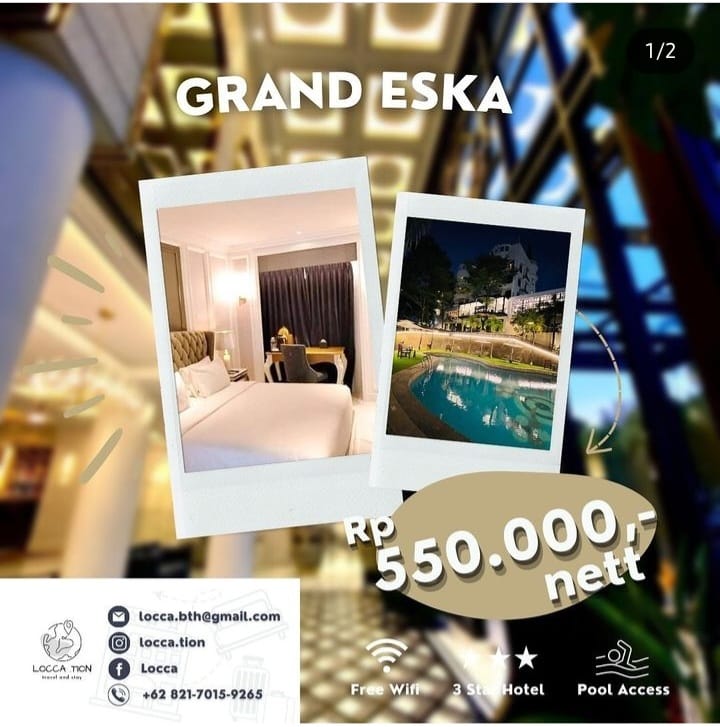 1/2
GRAND ESKA
Rp
550.000,-
nett
locca.bth@gmail.com
locca.tion
Locca
+62 821-7015-9265
LOCCA TION
travel and stay
Free Wifi
3 Star Hotel
Pool Access